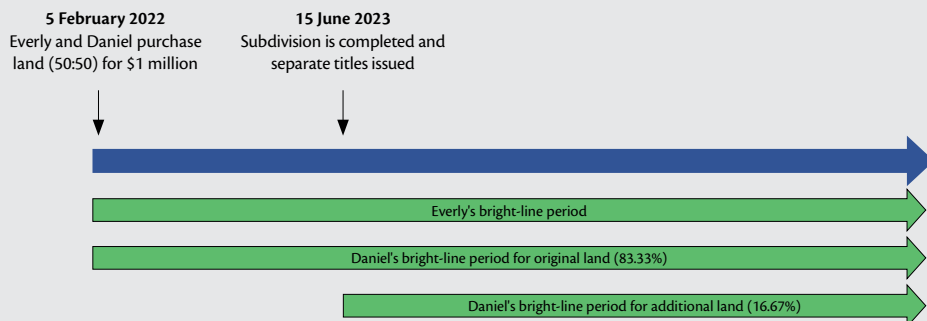 5 February 2022
Everly and Daniel purchase
land (50:50) for $1 million
15 June 2023
Subdivision is completed and
separate titles issued
Everly's bright-line period
Daniel's bright-line period for original land (83.33%)
Daniel's bright-line period for additional land (16.67%)